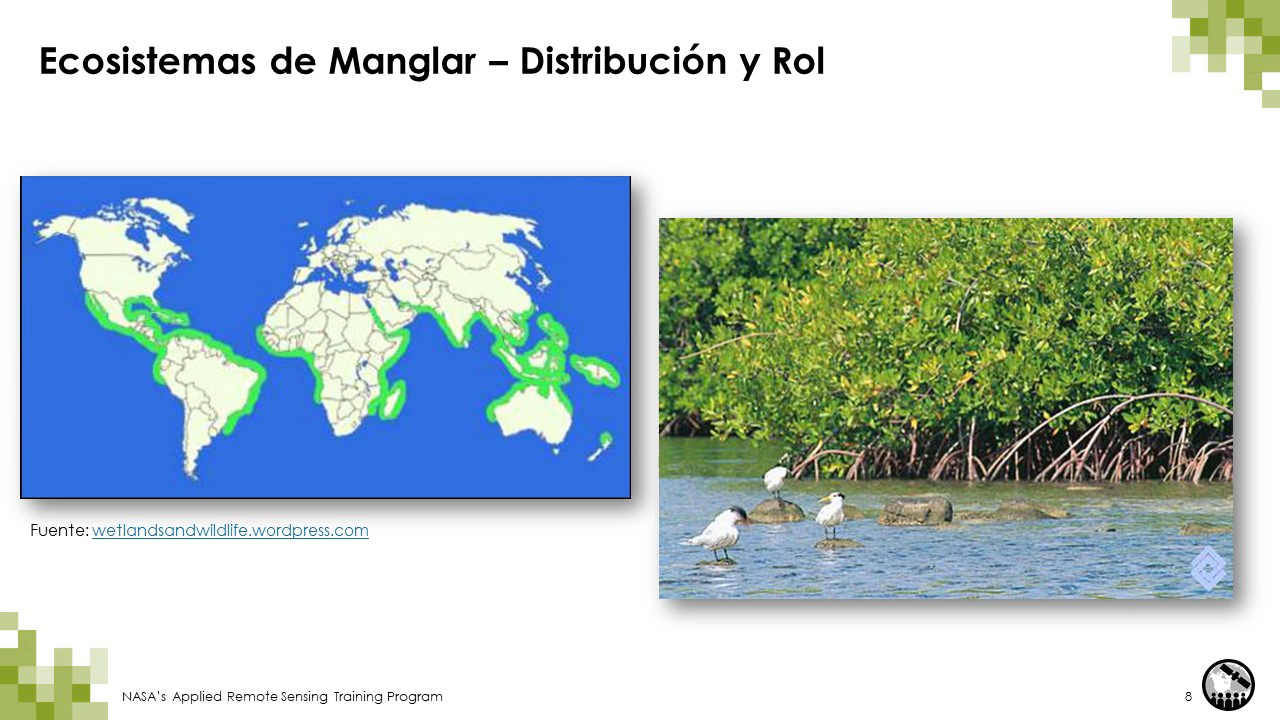 Ecosistemas de Manglar – Distribución y Rol
Fuente: wetlandsandwildlife.wordpress.com
NASA's Applied Remote Sensing Training Program
8